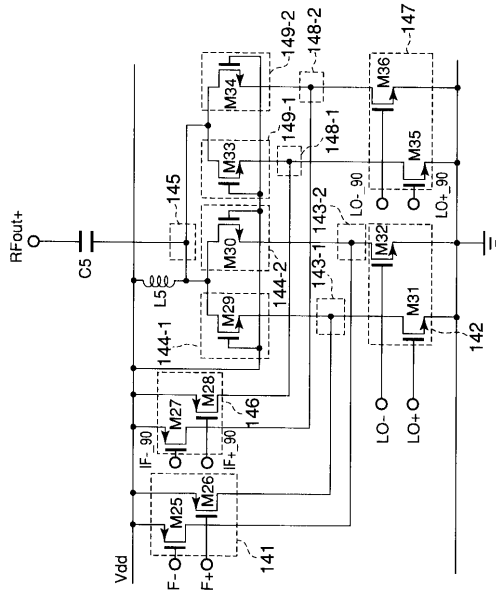 RFout+
C5
Vdd
L5
145
149-2
149-1
148-2
148-1
M34
M33
M30
M29
144-1
144-2
143-2
143-1
147
M36
M35
LO-_90
LO+_90
IF-_90
IF+_90
M27
M28
146
M25
M26
141
F-
F+
M32
M31
142
LO-
LO+